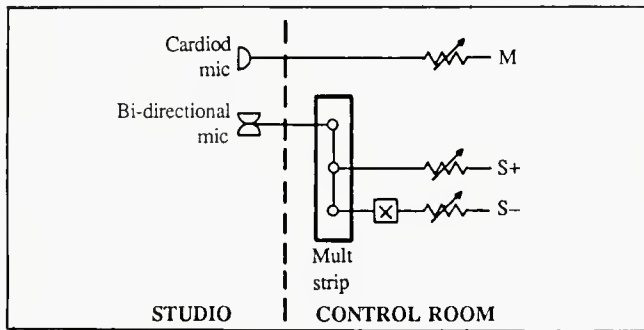 Cardiod
mic
M
Bi-directional
mic
S+
S–
Mult
strip
STUDIO
CONTROL ROOM